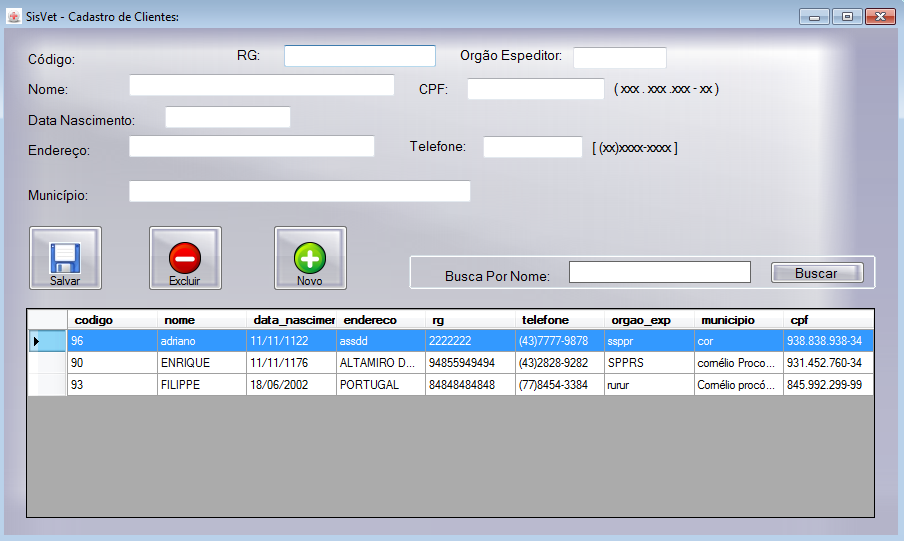 SisVet - Cadastro de Clientes:
Código: RG: Orgão Espeditor:
Nome: CPF: ( xxx . xxx .xxx - xx )
Data Nascimento:
Endereço: Telefone: [ (xx)xxxx-xxxx ]
Município:
Salvar Excluir Novo
Busca Por Nome: Buscar
codigo nome data_nascimer endereco rg telefone orgao_exp municipio cpf
96 adriano 11/11/1122 assdd 2222222 (43)7777-9878 ssppr cor 938.838.938-34
90 ENRIQUE 11/11/1176 ALTAMIRO D... 94855949494 (43)2828-9282 SPPRS cornélio Proco... 931.452.760-34
93 FILIPPE 18/06/2002 PORTUGAL 84848484848 (77)8454-3384 rurur Cornélio procó... 845.992.299-99